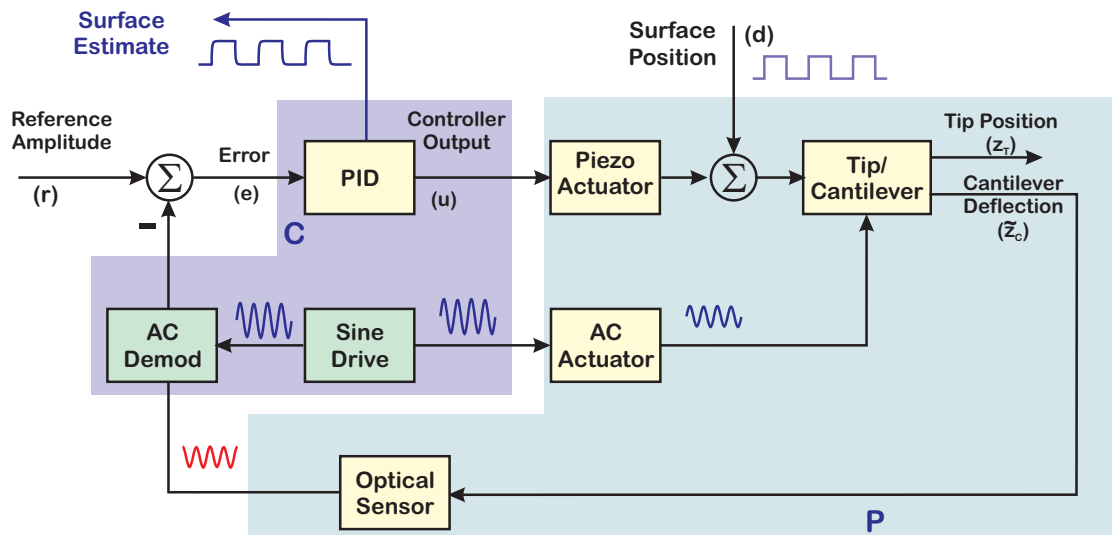 Surface
Estimate
Surface
Position
(d)
Reference
Amplitude
(r)
Σ
Error
(e)
PID
Controller
Output
(u)
C
Piezo
Actuator
Σ
Tip/
Cantilever
Tip Position
(z_T)
Cantilever
Deflection
(z̃_C)
-
AC
Demod
Sine
Drive
AC
Actuator
Optical
Sensor
P